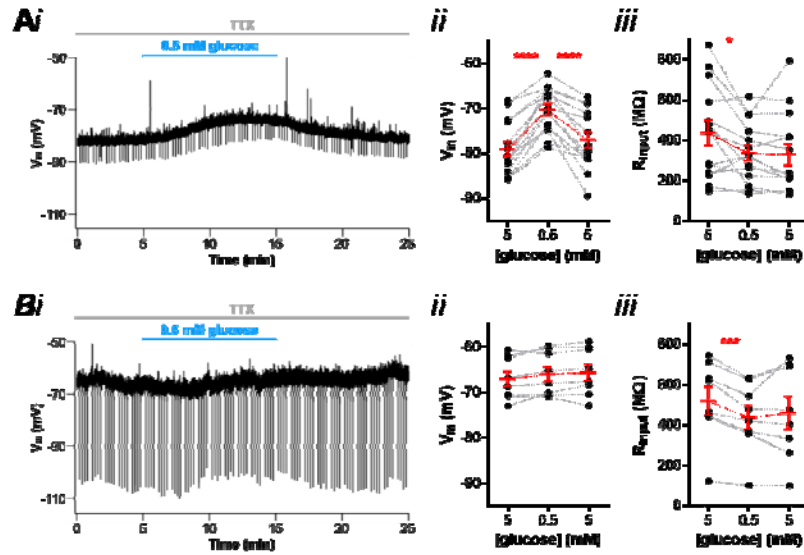 Ai
TTX
0.5 mM glucose
-50
-70
-90
-110
Vm (mV)
0 5 10 15 20 25
Time (min)
ii
**** ****
-50
-70
-80
-90
(mV)
5 0.5 5
[glucose] (mM)
iii
*
800
600
400
200
0
Rinput (MΩ)
5 0.5 5
[glucose] (mM)
Bi
TTX
0.5 mM glucose
-50
-70
-90
-110
Vm (mV)
0 5 10 15 20 25
Time (min)
ii
-60
-70
-80
-90
Vm (mV)
5 0.5 5
[glucose] (mM)
iii
***
800
600
400
200
0
Rinput (MΩ)
5 0.5 5
[glucose] (mM)